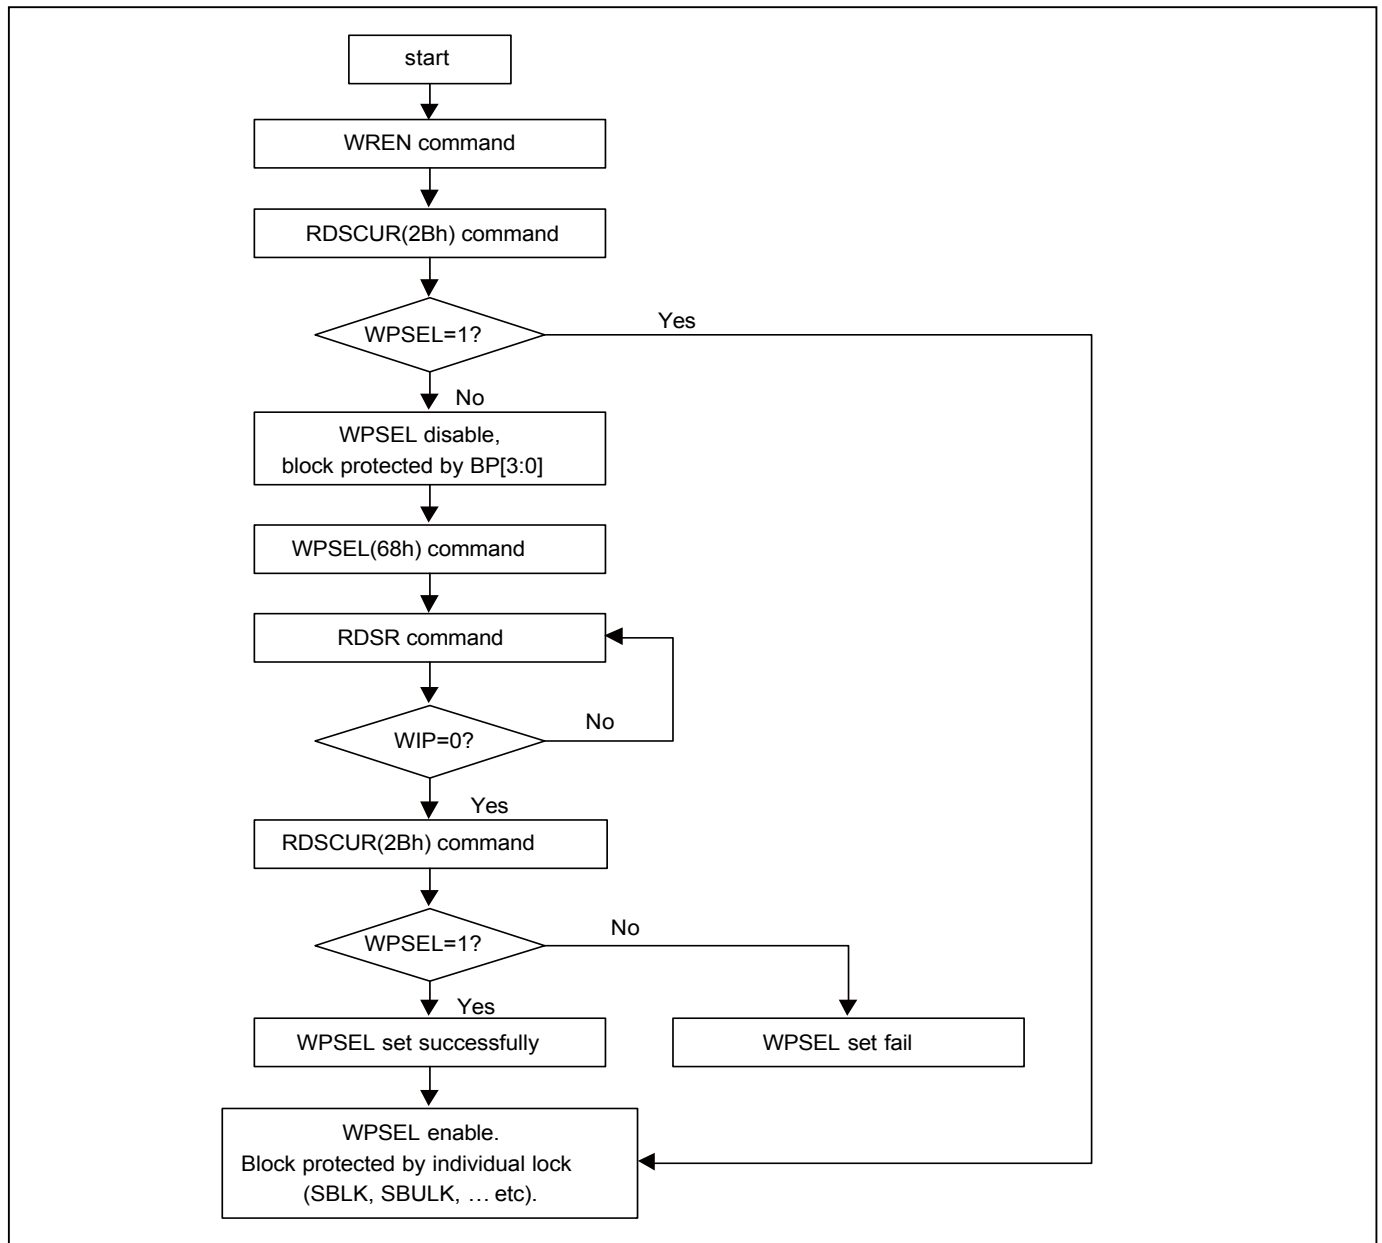 start
WREN command
RDSCUR(2Bh) command
WPSEL=1?
Yes
No
WPSEL disable,
block protected by BP[3:0]
WPSEL(68h) command
RDSR command
WIP=0?
No
Yes
RDSCUR(2Bh) command
WPSEL=1?
No
Yes
WPSEL set successfully
WPSEL set fail
WPSEL enable.
Block protected by individual lock
(SBLK, SBULK, … etc).